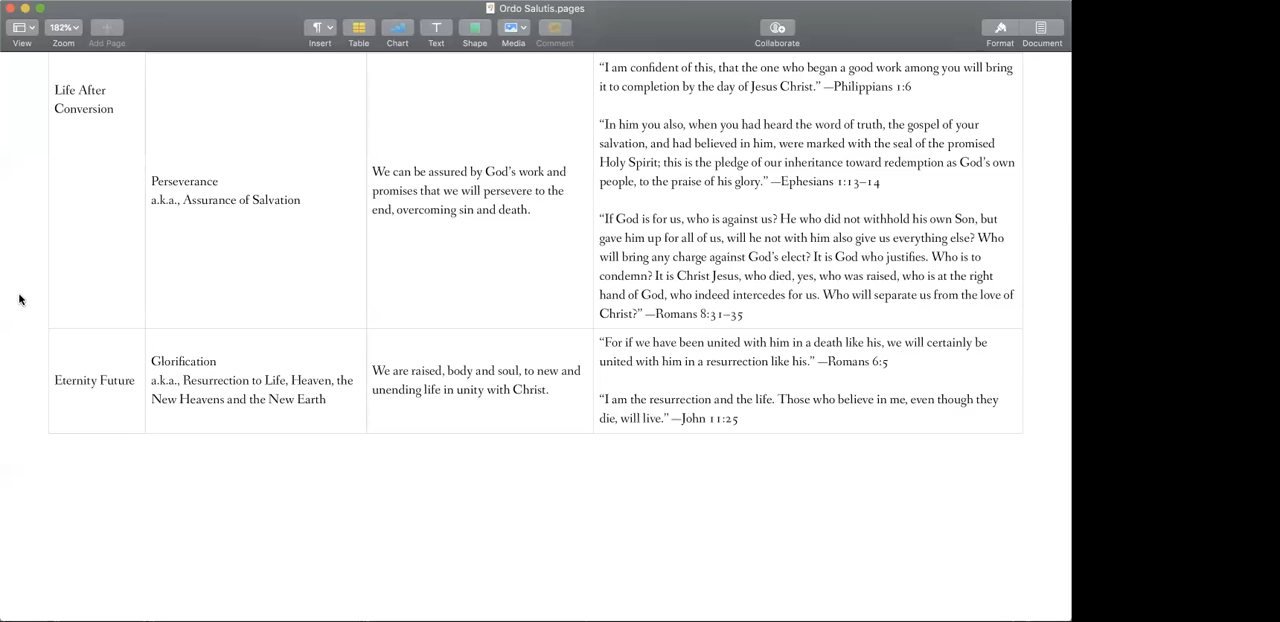 Ordo Salutis.pages
182%
View
Zoom
Add Page
Insert
Table
Chart
Text
Shape
Media
Comment
Collaborate
Format
Document
Life After
Conversion
Perseverance
a.k.a., Assurance of Salvation
We can be assured by God’s work and
promises that we will persevere to the
end, overcoming sin and death.
“I am confident of this, that the one who began a good work among you will bring
it to completion by the day of Jesus Christ.” —Philippians 1:6
“In him you also, when you had heard the word of truth, the gospel of your
salvation, and had believed in him, were marked with the seal of the promised
Holy Spirit; this is the pledge of our inheritance toward redemption as God’s own
people, to the praise of his glory.” —Ephesians 1:13–14
“If God is for us, who is against us? He who did not withhold his own Son, but
gave him up for all of us, will he not with him also give us everything else? Who
will bring any charge against God’s elect? It is God who justifies. Who is to
condemn? It is Christ Jesus, who died, yes, who was raised, who is at the right
hand of God, who indeed intercedes for us. Who will separate us from the love of
Christ?” —Romans 8:31–35
Eternity Future
Glorification
a.k.a., Resurrection to Life, Heaven, the
New Heavens and the New Earth
We are raised, body and soul, to new and
unending life in unity with Christ.
“For if we have been united with him in a death like his, we will certainly be
united with him in a resurrection like his.” —Romans 6:5
“I am the resurrection and the life. Those who believe in me, even though they
die, will live.” —John 11:25